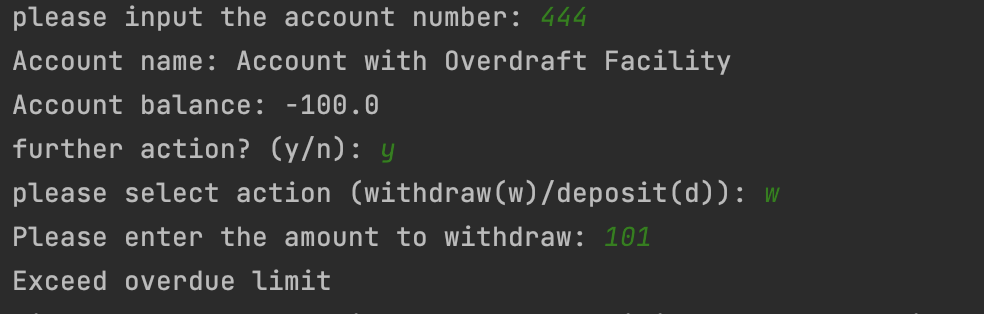 please input the account number: 444
Account name: Account with Overdraft Facility
Account balance: -100.0
further action? (y/n): y
please select action (withdraw(w)/deposit(d)): w
Please enter the amount to withdraw: 101
Exceed overdue limit